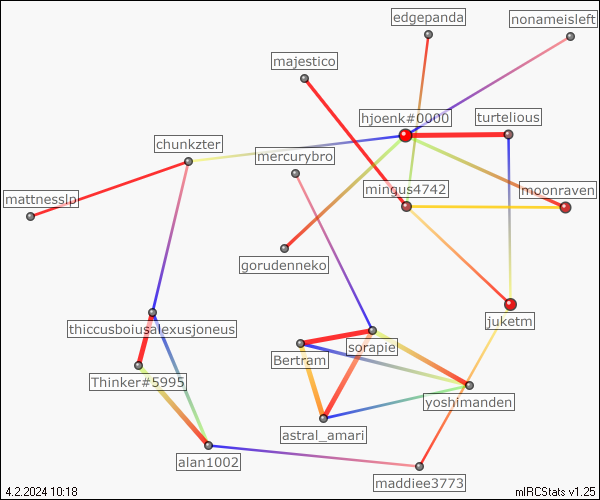 edgepanda
nonameisleft
majestico
hjoenk#0000
turtelious
chunkzter
mercurybro
mattnesslp
mingus4742
moonraven
gorudenneko
juketm
thiccusboiusalexusjoneus
sorapie
Bertram
Thinker#5995
yoshimanden
astral_amari
alan1002
maddiee3773
4.2.2024 10:18
mIRCStats v1.25